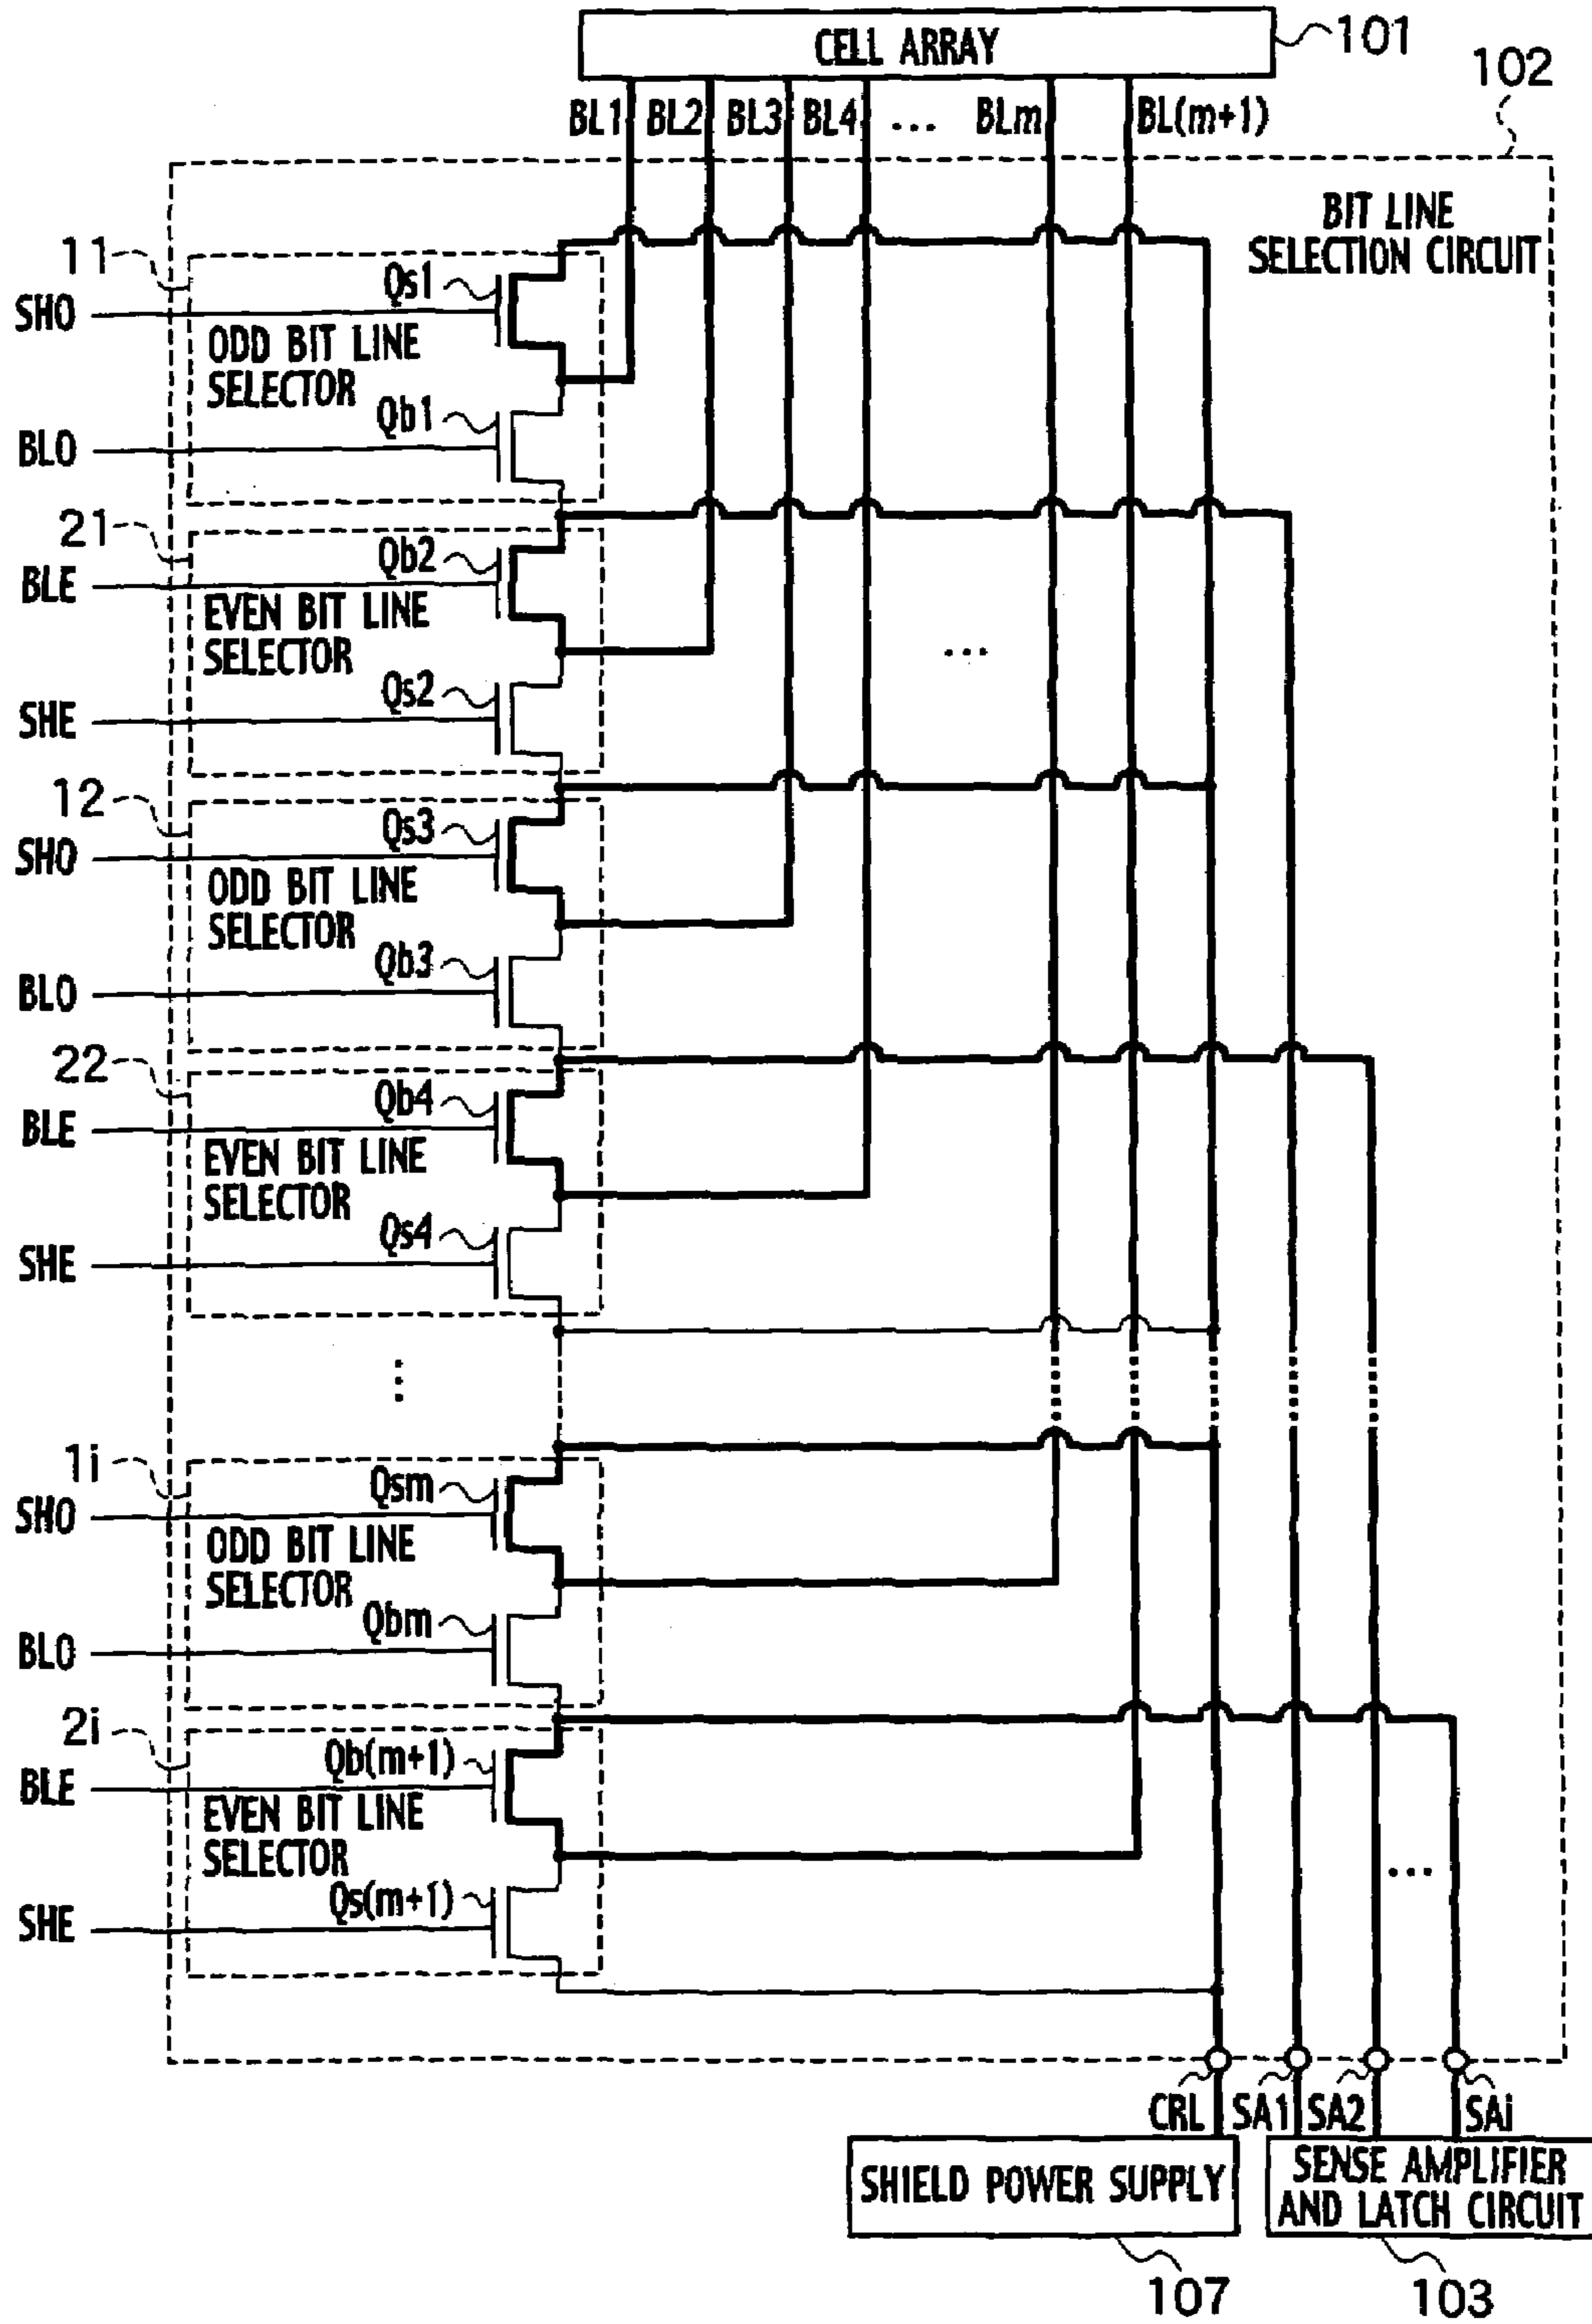 CELL ARRAY
101
102
BL1 BL2 BL3 BL4 ... BLm BL(m+1)
BIT LINE
SELECTION CIRCUIT
11
SHO
Qs1
ODD BIT LINE
SELECTOR
Qb1
BLO
21
Qb2
BLE
EVEN BIT LINE
SELECTOR
...
Qs2
SHE
12
Qs3
SHO
ODD BIT LINE
SELECTOR
Qb3
BLO
22
Qb4
BLE
EVEN BIT LINE
SELECTOR
Qs4
SHE
1i
Qsm
SHO
ODD BIT LINE
SELECTOR
Qbm
BLO
2i
Qb(m+1)
BLE
EVEN BIT LINE
SELECTOR
...
Qs(m+1)
SHE
CRL SA1 SA2 SAi
SHIELD POWER SUPPLY
SENSE AMPLIFIER
AND LATCH CIRCUIT
107
103